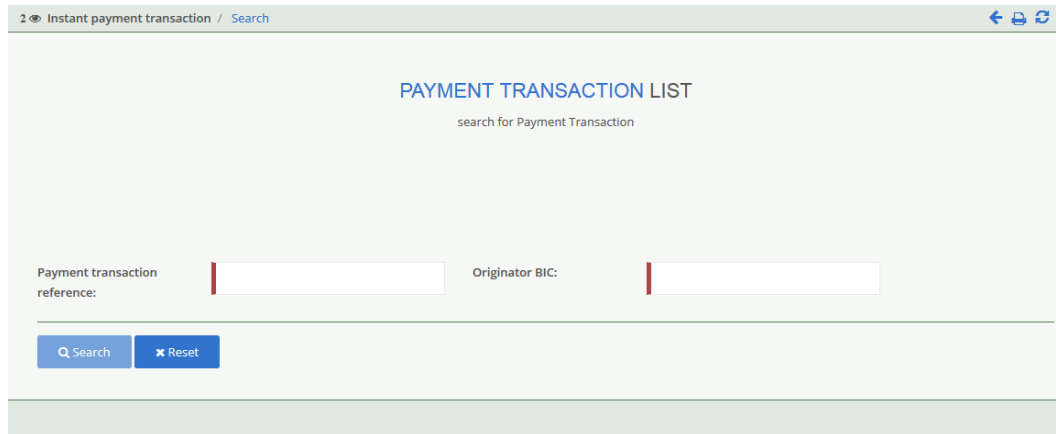 2 Instant payment transaction / Search
PAYMENT TRANSACTION LIST
search for Payment Transaction
Payment transaction
reference:
Originator BIC:
Search
Reset